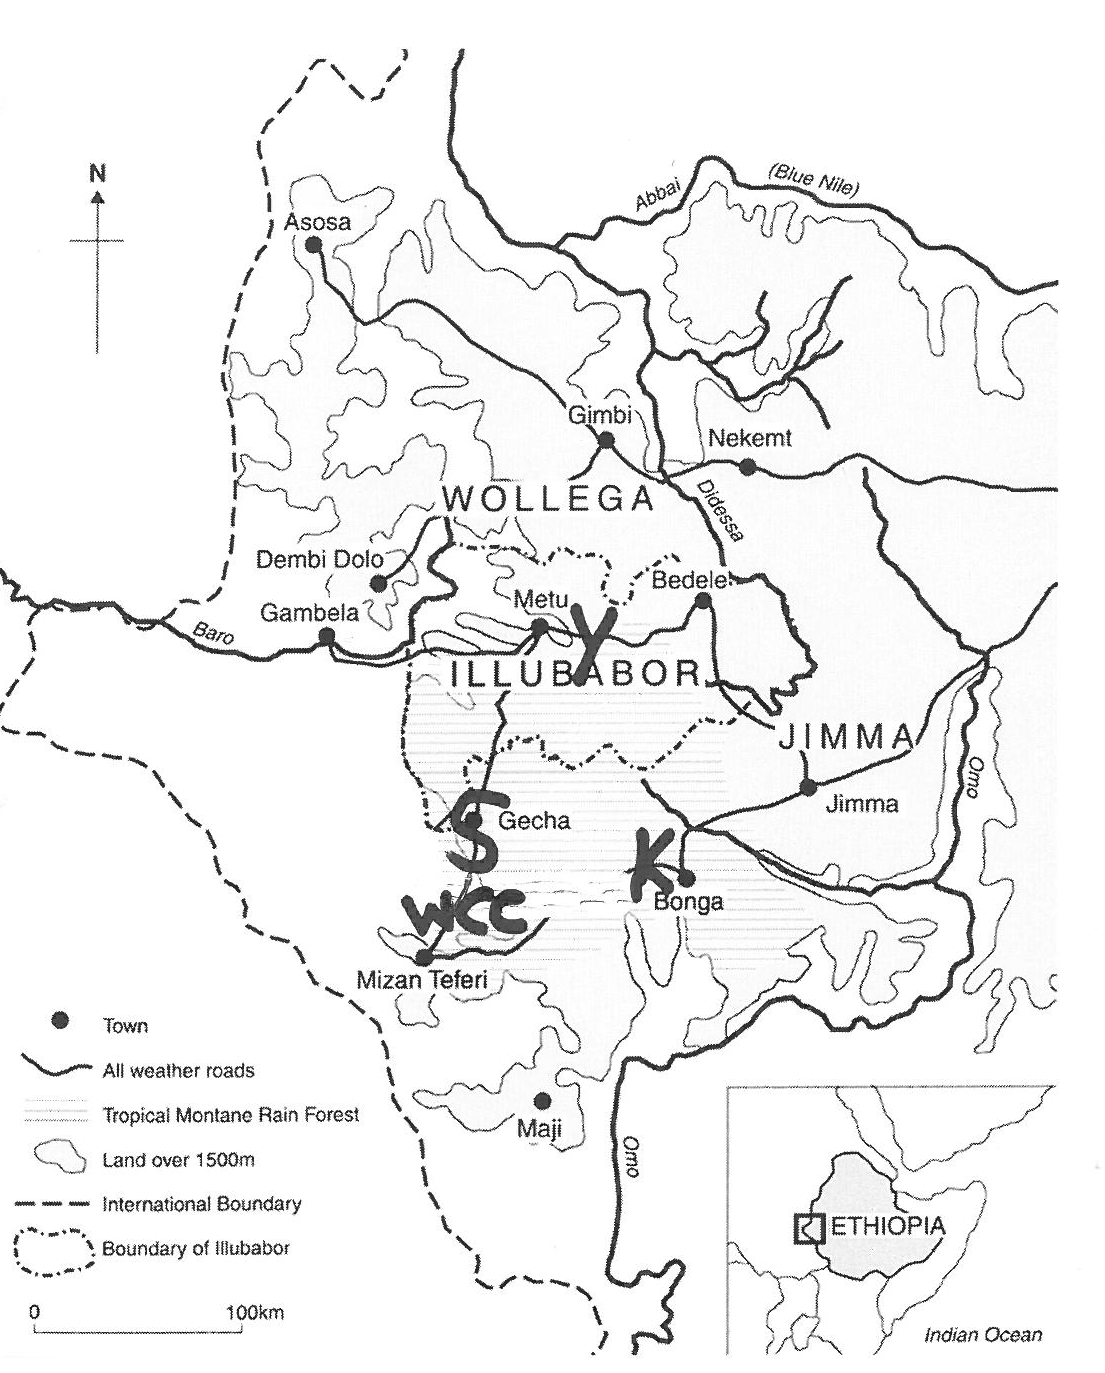 N
Abbai
(Blue Nile)
Asosa
Gimbi
Nekemt
WOLLEGA
Didessa
Dembi Dolo
Bedele
Metu
Gambela
Y
Baro
ILLUBABOR
JIMMA
Omo
Jimma
S
Gecha
K
Bonga
WCC
Mizan Teferi
Town
All weather roads
Tropical Montane Rain Forest
Maji
Omo
Land over 1500m
International Boundary
ETHIOPIA
Boundary of Illubabor
0 100km
Indian Ocean